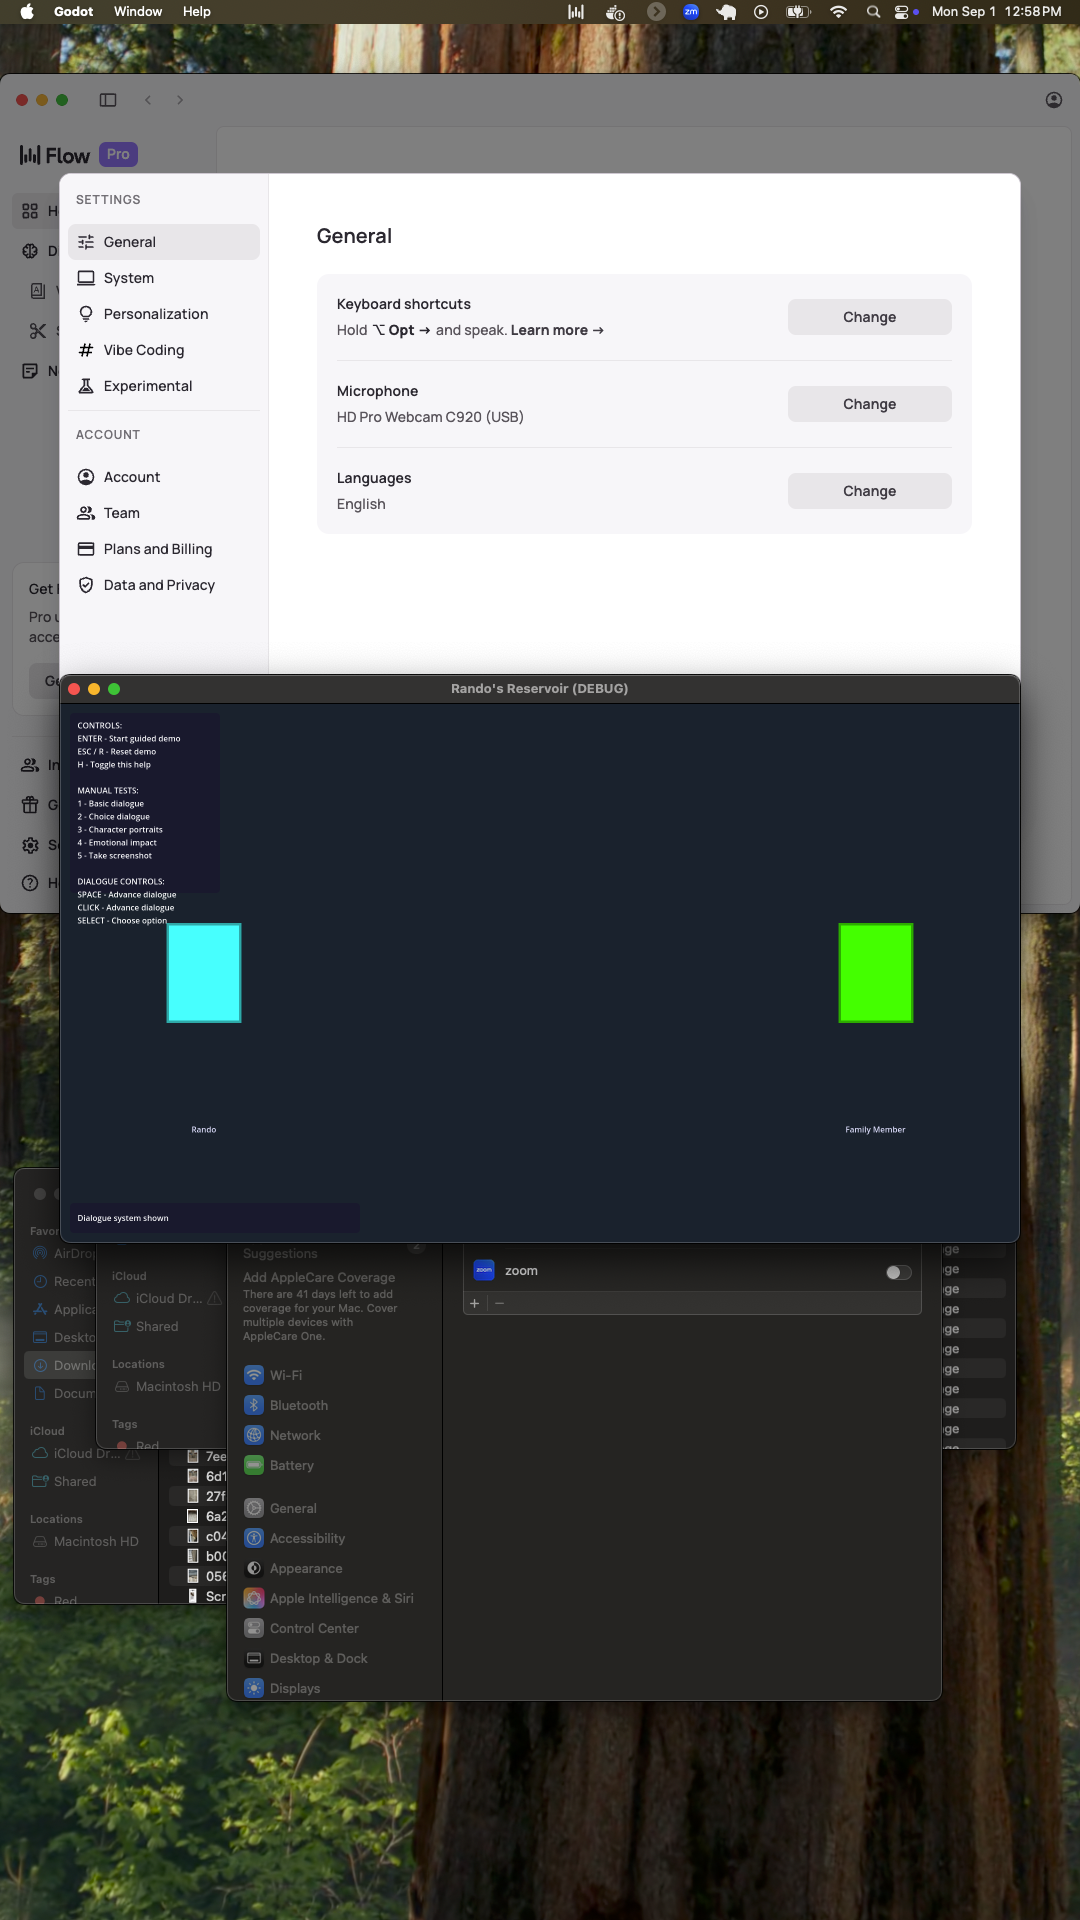 Godot Window Help
zm
Mon Sep 1 12:58 PM
Flow Pro
SETTINGS
General
System
Personalization
Vibe Coding
Experimental
ACCOUNT
Account
Team
Plans and Billing
Data and Privacy
General
Keyboard shortcuts
Hold ⌥ Opt → and speak. Learn more →
Change
Microphone
HD Pro Webcam C920 (USB)
Change
Languages
English
Change
Get
Pro
Rando's Reservoir (DEBUG)
CONTROLS:
ENTER - Start guided demo
ESC / R - Reset demo
H - Toggle this help
MANUAL TESTS:
1 - Basic dialogue
2 - Choice dialogue
3 - Character portraits
4 - Emotional impact
5 - Take screenshot
DIALOGUE CONTROLS:
SPACE - Advance dialogue
CLICK - Advance dialogue
SELECT - Choose option
Rando
Family Member
Dialogue system shown
Favor
AirDrop
Recent
Applica
Deskto
Downlo
Docum
iCloud
iCloud Dr...
Shared
Locations
Macintosh HD
Tags
Red
iCloud
iCloud Dr...
Shared
Locations
Macintosh HD
Tags
Red
7ee
6d1
27f
6a2
c04
b00
056
Scr
Suggestions
Add AppleCare Coverage
There are 41 days left to add
coverage for your Mac. Cover
multiple devices with
AppleCare One.
Wi-Fi
Bluetooth
Network
Battery
General
Accessibility
Appearance
Apple Intelligence & Siri
Control Center
Desktop & Dock
Displays
zoom
zoom
+ −
ge
ge
ge
ge
ge
ge
ge
ge
ge
ge